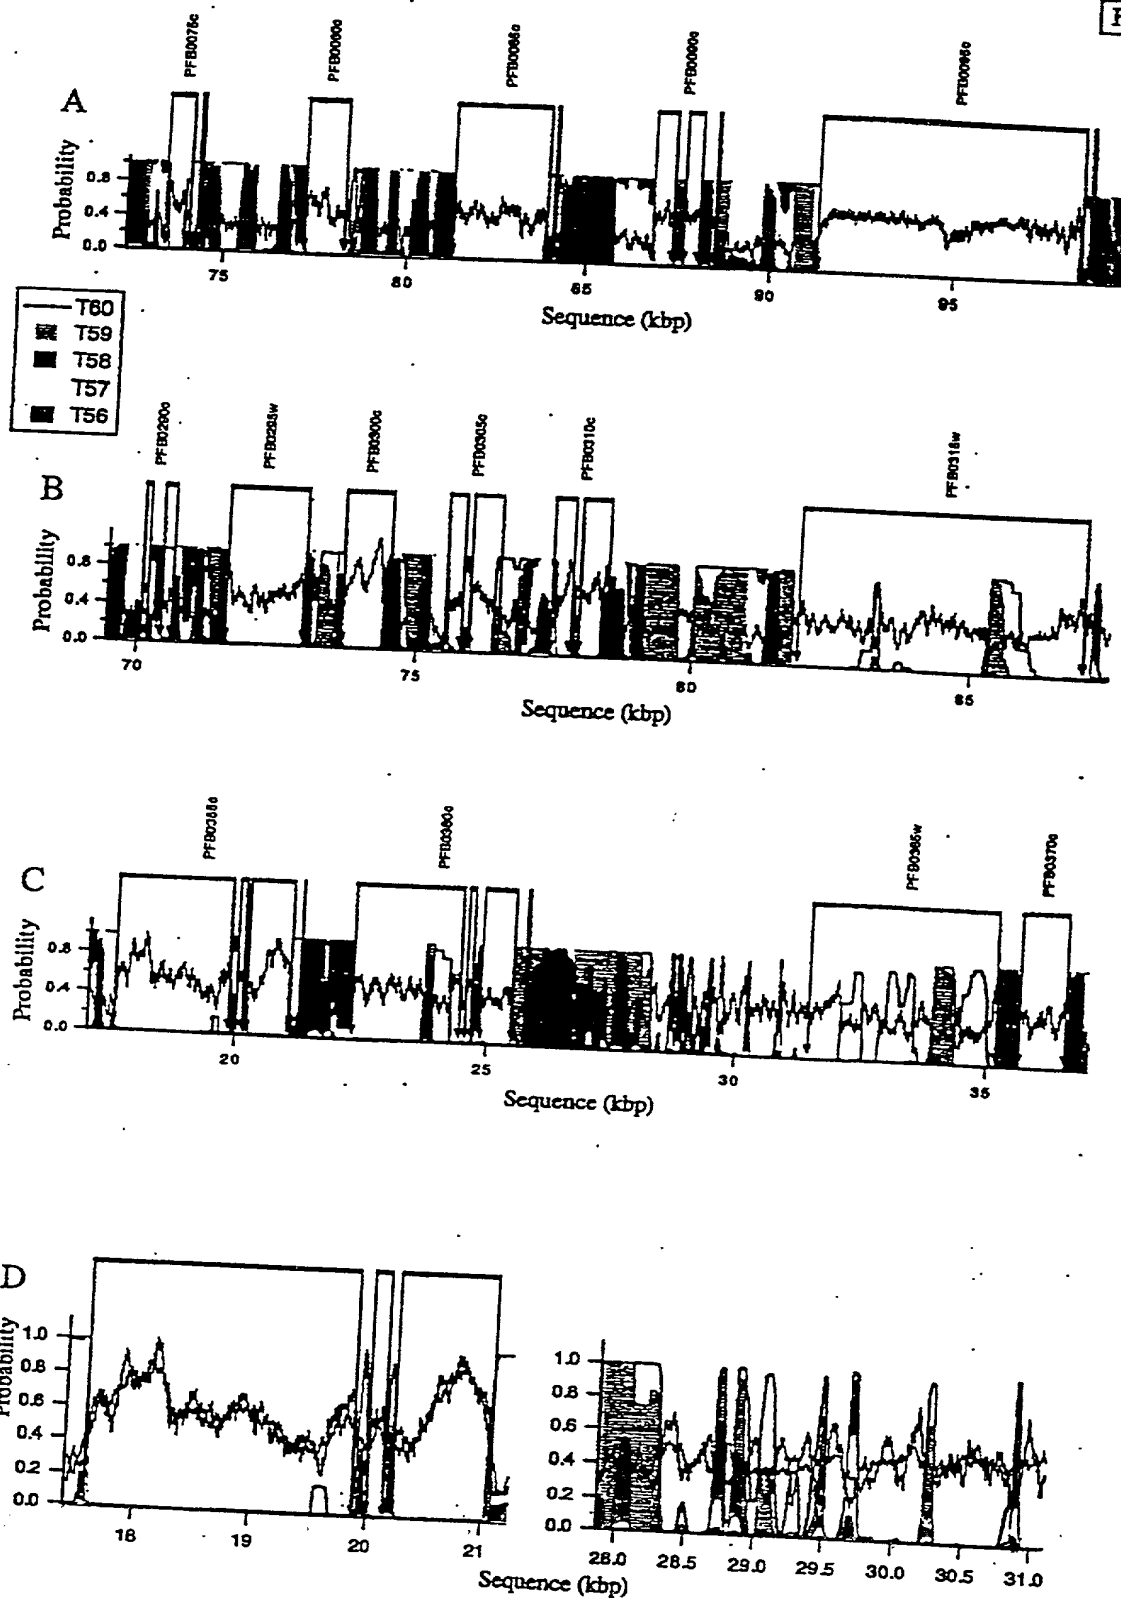 PFB0075c
PFB0080c
PFB0085c
PFB0090c
PFB0095c
A
Probability
0.8
0.4
0.0
75
80
85
90
95
Sequence (kbp)
T60
T59
T58
T57
T56
PFB0290c
PFB0295w
PFB0300c
PFB0305c
PFB0310c
PFB0315w
B
Probability
0.8
0.4
0.0
70
75
80
85
Sequence (kbp)
PFB0355c
PFB0360c
PFB0365w
PFB0370c
C
Probability
0.8
0.4
0.0
20
25
30
35
Sequence (kbp)
D
Probability
1.0
0.8
0.6
0.4
0.2
0.0
18
19
20
21
1.0
0.8
0.6
0.4
0.2
0.0
28.0
28.5
29.0
29.5
30.0
30.5
31.0
Sequence (kbp)